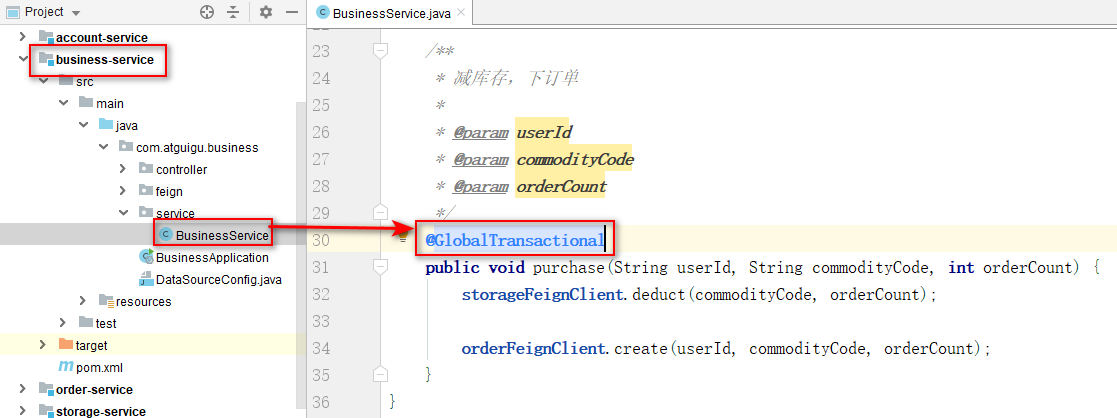 Project
BusinessService.java
account-service
business-service
src
main
java
com.atguigu.business
controller
feign
service
BusinessService
BusinessApplication
DataSourceConfig.java
resources
test
target
pom.xml
order-service
storage-service
23 /**
24 * 减库存，下订单
25 *
26 * @param userId
27 * @param commodityCode
28 * @param orderCount
29 */
30 @GlobalTransactional
31 public void purchase(String userId, String commodityCode, int orderCount) {
32 storageFeignClient.deduct(commodityCode, orderCount);
33
34 orderFeignClient.create(userId, commodityCode, orderCount);
35 }
36 }